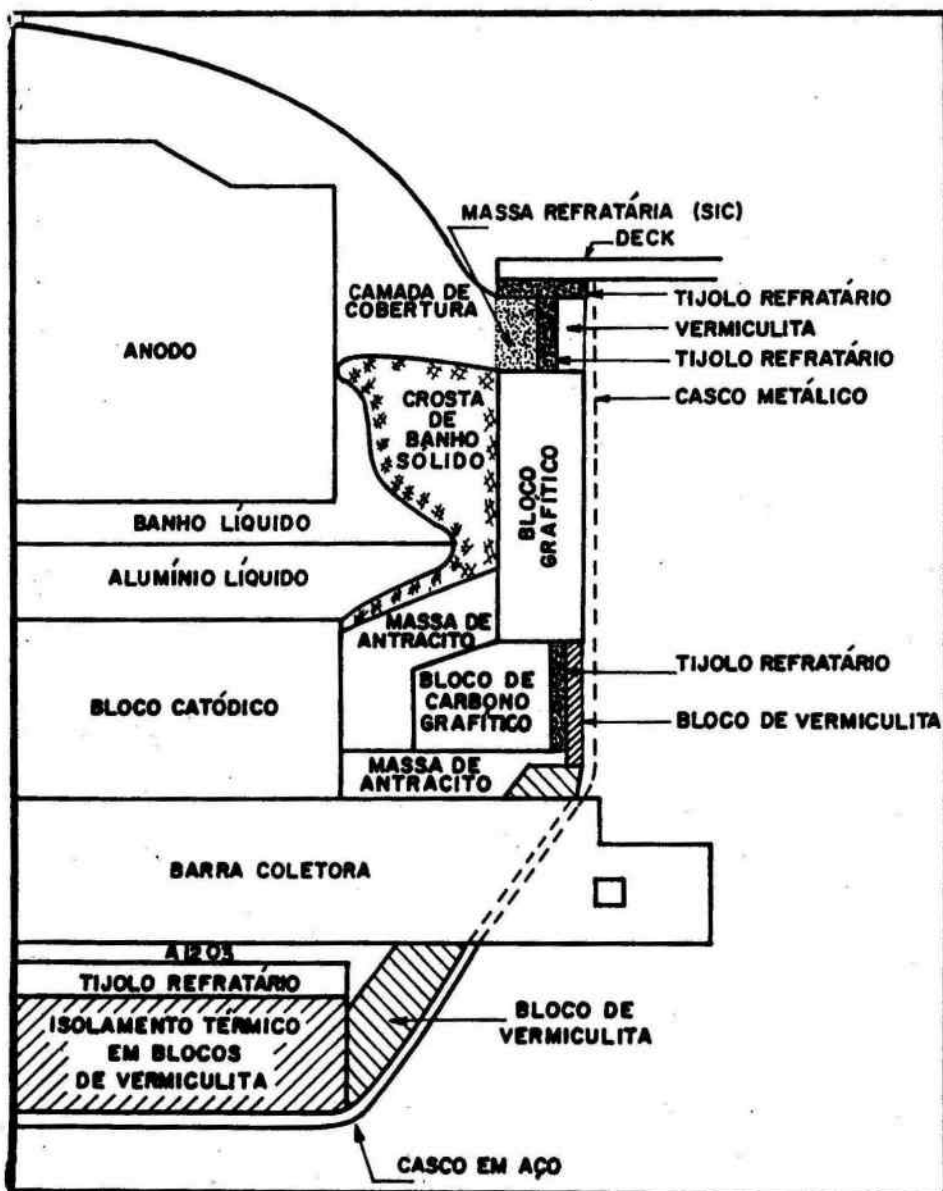 MASSA REFRATÁRIA (SIC)
DECK
CAMADA DE
COBERTURA
TIJOLO REFRATÁRIO
VERMICULITA
TIJOLO REFRATÁRIO
ANODO
CROSTA
DE
BANHO
SÓLIDO
CASCO METÁLICO
BLOCO
GRAFÍTICO
BANHO LÍQUIDO
ALUMÍNIO LÍQUIDO
MASSA DE
ANTRACITO
TIJOLO REFRATÁRIO
BLOCO DE
CARBONO
GRAFÍTICO
BLOCO CATÓDICO
BLOCO DE VERMICULITA
MASSA DE
ANTRACITO
BARRA COLETORA
A12O3
TIJOLO REFRATÁRIO
ISOLAMENTO TÉRMICO
EM BLOCOS
DE VERMICULITA
BLOCO DE
VERMICULITA
CASCO EM AÇO